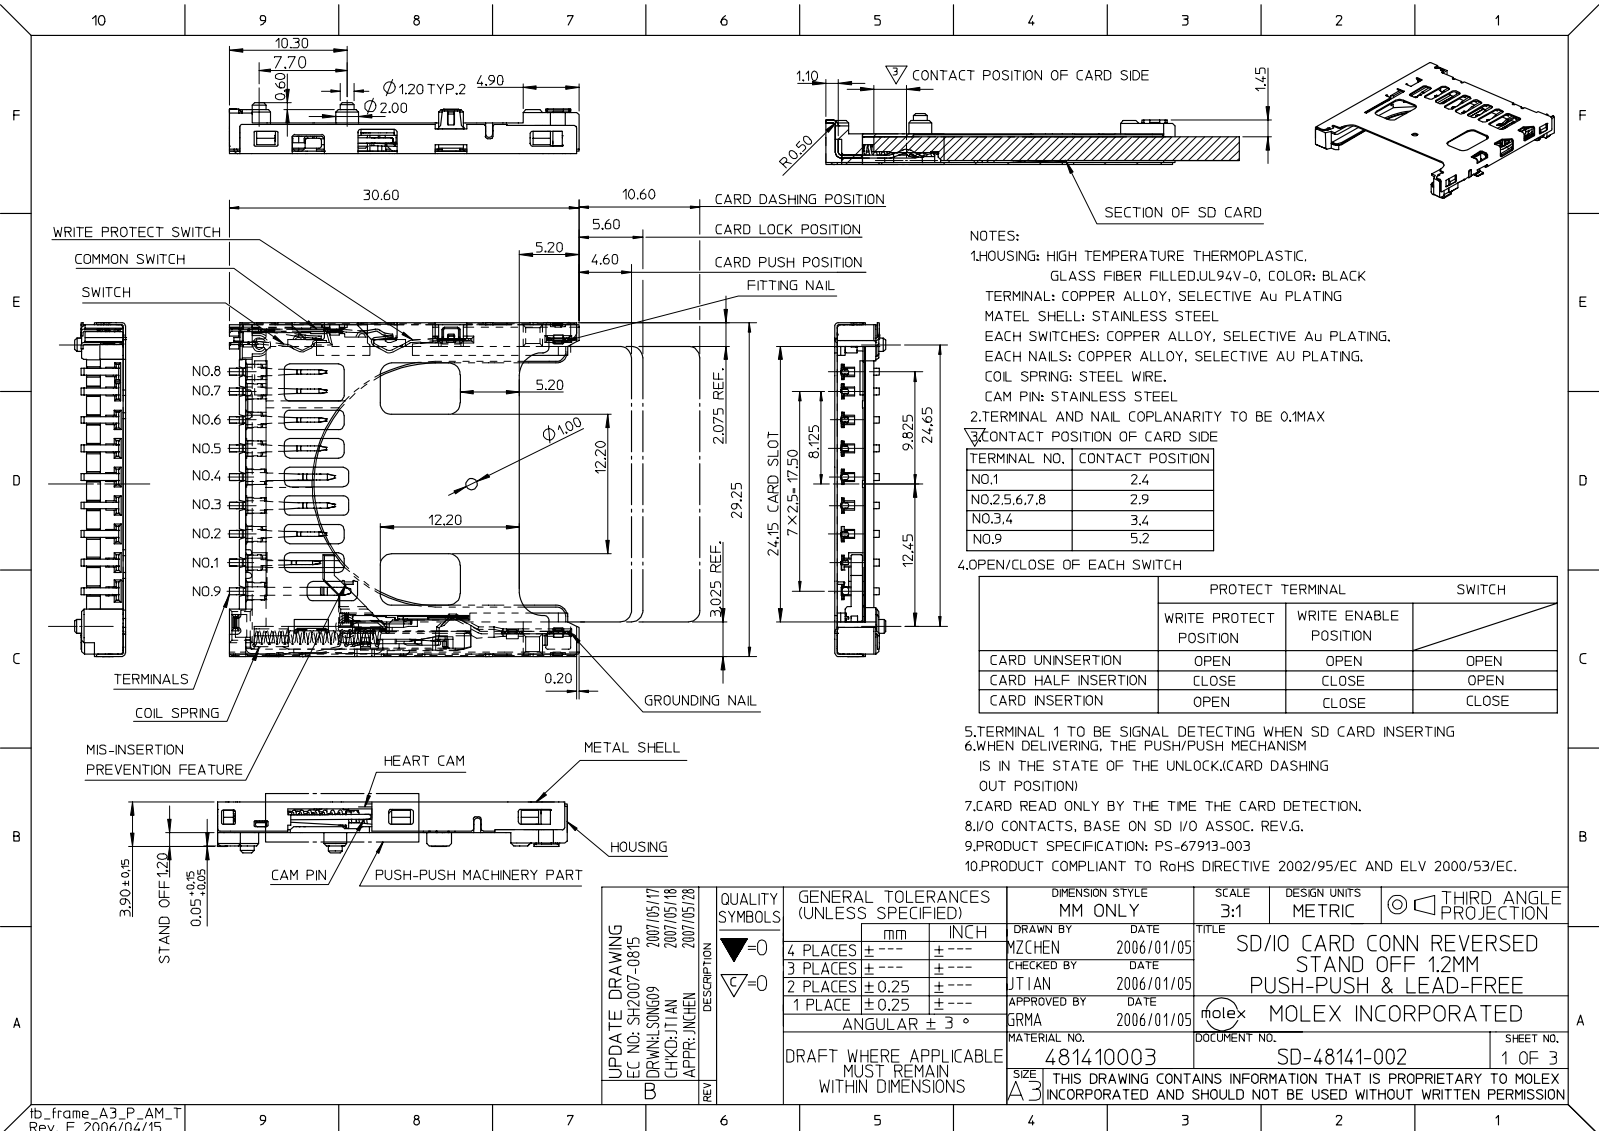 10 9 8 7 6 5 4 3 2 1
F
F
E
E
D
D
C
C
B
B
A
A
10.30
7.70
0.60
Ø1.20 TYP.2
Ø2.00
4.90
1.10
3 CONTACT POSITION OF CARD SIDE
1.45
R0.50
SECTION OF SD CARD
30.60
10.60
CARD DASHING POSITION
5.60
CARD LOCK POSITION
5.20
4.60
CARD PUSH POSITION
FITTING NAIL
WRITE PROTECT SWITCH
COMMON SWITCH
SWITCH
NO.8
NO.7
NO.6
NO.5
NO.4
NO.3
NO.2
NO.1
NO.9
5.20
Ø1.00
12.20
12.20
2.075 REF.
29.25
3.025 REF.
24.15 CARD SLOT
7×2.5=17.50
8.125
9.825
24.65
12.45
0.20
GROUNDING NAIL
TERMINALS
COIL SPRING
MIS-INSERTION
PREVENTION FEATURE
HEART CAM
METAL SHELL
HOUSING
CAM PIN
PUSH-PUSH MACHINERY PART
3.90±0.15
STAND OFF 1.20
0.05 +0.15
+0.05
NOTES:
1.HOUSING: HIGH TEMPERATURE THERMOPLASTIC,
GLASS FIBER FILLED.UL94V-0, COLOR: BLACK
TERMINAL: COPPER ALLOY, SELECTIVE Au PLATING
MATEL SHELL: STAINLESS STEEL
EACH SWITCHES: COPPER ALLOY, SELECTIVE Au PLATING,
EACH NAILS: COPPER ALLOY, SELECTIVE AU PLATING,
COIL SPRING: STEEL WIRE.
CAM PIN: STAINLESS STEEL
2.TERMINAL AND NAIL COPLANARITY TO BE 0.1MAX
3.CONTACT POSITION OF CARD SIDE
TERMINAL NO. CONTACT POSITION
NO.1 2.4
NO.2,5,6,7,8 2.9
NO.3,4 3.4
NO.9 5.2
4.OPEN/CLOSE OF EACH SWITCH
PROTECT TERMINAL SWITCH
WRITE PROTECT POSITION
WRITE ENABLE POSITION
CARD UNINSERTION OPEN OPEN OPEN
CARD HALF INSERTION CLOSE CLOSE OPEN
CARD INSERTION OPEN CLOSE CLOSE
5.TERMINAL 1 TO BE SIGNAL DETECTING WHEN SD CARD INSERTING
6.WHEN DELIVERING, THE PUSH/PUSH MECHANISM
IS IN THE STATE OF THE UNLOCK.(CARD DASHING
OUT POSITION)
7.CARD READ ONLY BY THE TIME THE CARD DETECTION.
8.I/O CONTACTS, BASE ON SD I/O ASSOC. REV.G.
9.PRODUCT SPECIFICATION: PS-67913-003
10.PRODUCT COMPLIANT TO RoHS DIRECTIVE 2002/95/EC AND ELV 2000/53/EC.
UPDATE DRAWING
EC NO: SH2007-0815
DRWN:LSONG09 2007/05/17
CH'KD:JTIAN 2007/05/18
APPR: JNCHEN 2007/05/28
DESCRIPTION
B
REV
QUALITY
SYMBOLS
=0
C =0
GENERAL TOLERANCES
(UNLESS SPECIFIED)
mm INCH
4 PLACES ±--- ±---
3 PLACES ±--- ±---
2 PLACES ±0.25 ±---
1 PLACE ±0.25 ±---
ANGULAR ± 3 °
DRAFT WHERE APPLICABLE
MUST REMAIN
WITHIN DIMENSIONS
DIMENSION STYLE
MM ONLY
SCALE
3:1
DESIGN UNITS
METRIC
THIRD ANGLE
PROJECTION
DRAWN BY DATE
MZCHEN 2006/01/05
CHECKED BY DATE
JTIAN 2006/01/05
APPROVED BY DATE
GRMA 2006/01/05
TITLE
SD/IO CARD CONN REVERSED
STAND OFF 1.2MM
PUSH-PUSH & LEAD-FREE
molex MOLEX INCORPORATED
MATERIAL NO.
481410003
DOCUMENT NO.
SD-48141-002
SHEET NO.
1 OF 3
SIZE
A3
THIS DRAWING CONTAINS INFORMATION THAT IS PROPRIETARY TO MOLEX
INCORPORATED AND SHOULD NOT BE USED WITHOUT WRITTEN PERMISSION
tb_frame_A3_P_AM_T
Rev. F 2006/04/15
9 8 7 6 5 4 3 2 1